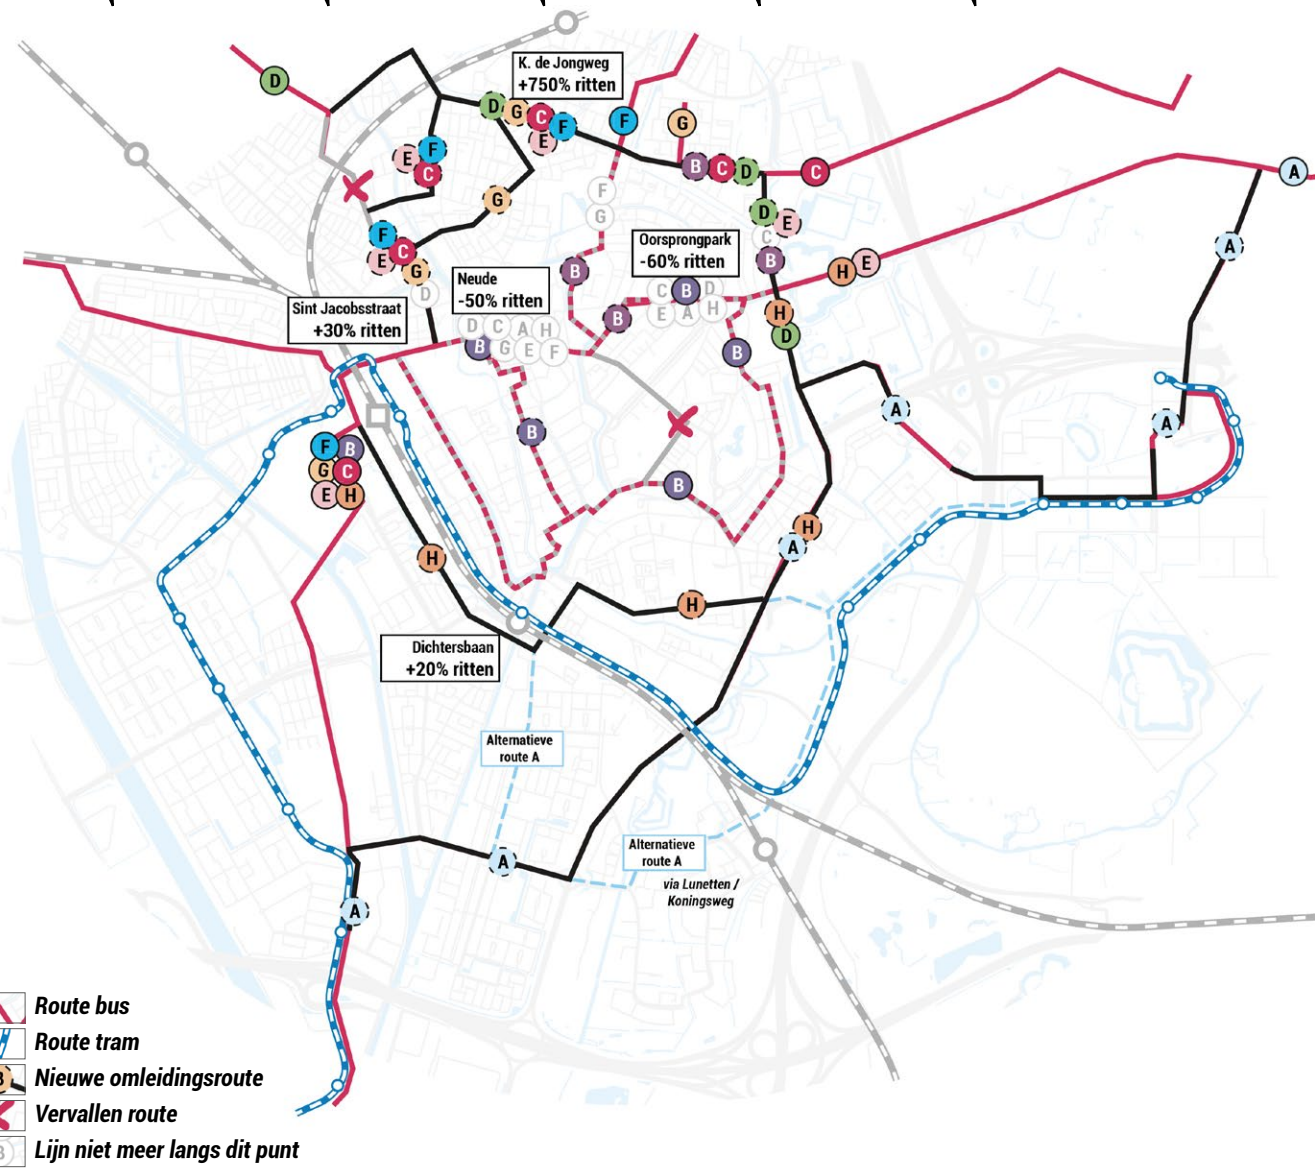 K. de Jongweg
+750% ritten
D
D
G
C
F
E
F
G
F
E
C
B
C
D
C
A
F
G
G
D
E
C
B
A
Oorsprongpark
-60% ritten
F
C
E
G
D
B
H
E
C
B
D
E
A
H
Neude
-50% ritten
B
H
D
Sint Jacobsstraat
+30% ritten
D
C
A
H
B
G
E
F
B
A
A
B
F
B
G
C
E
H
B
H
A
H
H
Dichtersbaan
+20% ritten
Alternatieve
route A
Alternatieve
route A
A
via Lunetten /
Koningsweg
A
Route bus
Route tram
B
Nieuwe omleidingsroute
Vervallen route
B
Lijn niet meer langs dit punt